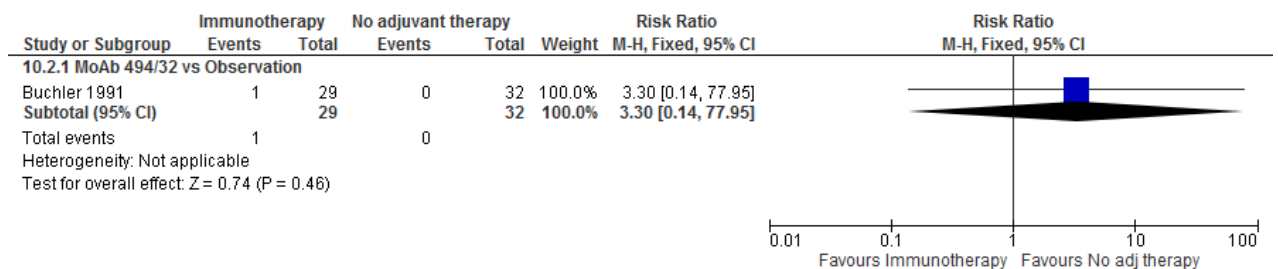 Immunotherapy No adjuvant therapy Risk Ratio Risk Ratio
Study or Subgroup Events Total Events Total Weight M-H, Fixed, 95% CI M-H, Fixed, 95% CI
10.2.1 MoAb 494/32 vs Observation
Buchler 1991 1 29 0 32 100.0% 3.30 [0.14, 77.95]
Subtotal (95% CI) 29 32 100.0% 3.30 [0.14, 77.95]
Total events 1 0
Heterogeneity: Not applicable
Test for overall effect: Z = 0.74 (P = 0.46)
0.01 0.1 1 10 100
Favours Immunotherapy Favours No adj therapy